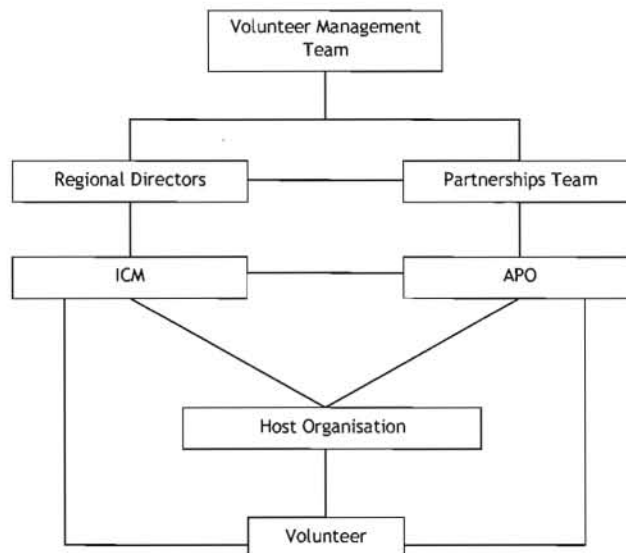 Volunteer Management
Team
Regional Directors
Partnerships Team
ICM
APO
Host Organisation
Volunteer